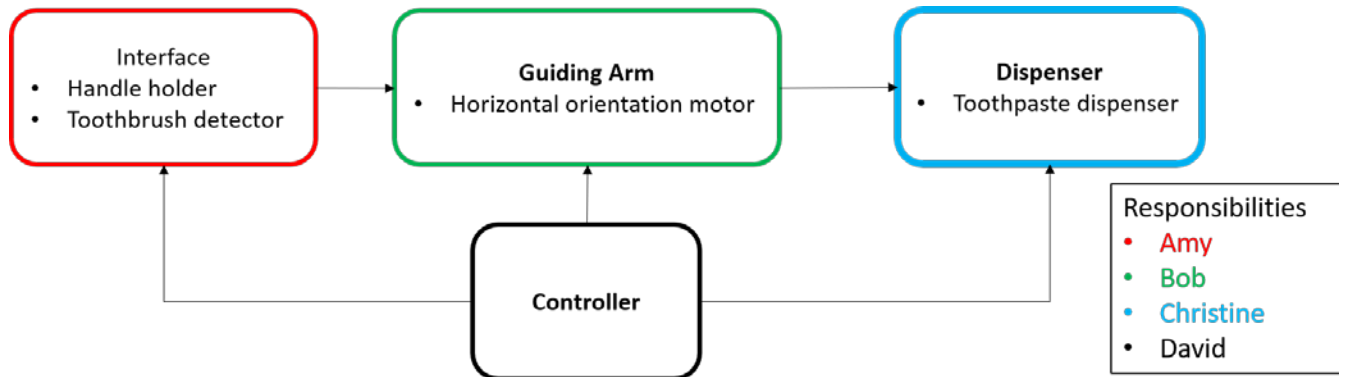 Interface
• Handle holder
• Toothbrush detector
Guiding Arm
• Horizontal orientation motor
Dispenser
• Toothpaste dispenser
Controller
Responsibilities
• Amy
• Bob
• Christine
• David